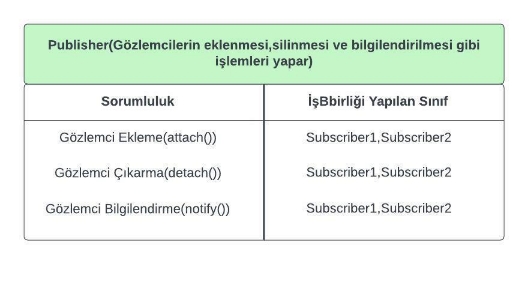 Publisher(Gözlemcilerin eklenmesi,silinmesi ve bilgilendirilmesi gibi
işlemleri yapar)
Sorumluluk
İşBbirliği Yapılan Sınıf
Gözlemci Ekleme(attach())
Subscriber1,Subscriber2
Gözlemci Çıkarma(detach())
Subscriber1,Subscriber2
Gözlemci Bilgilendirme(notify())
Subscriber1,Subscriber2